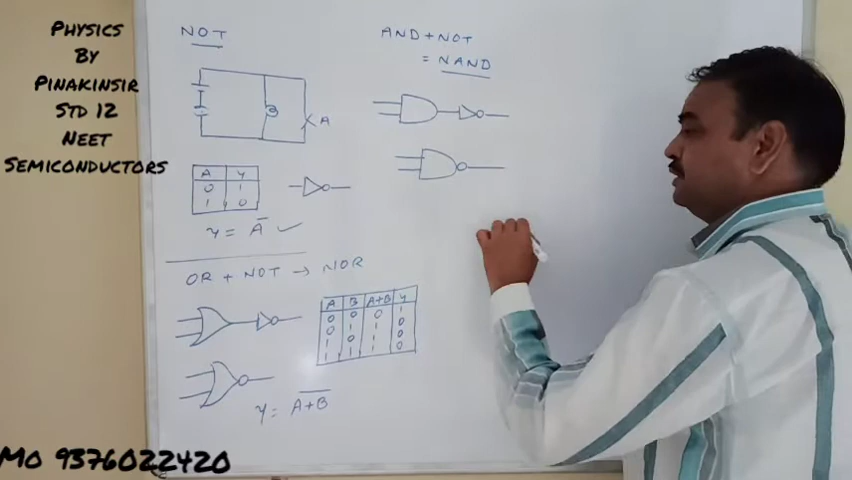 PHYSICS
BY
PINAKINSIR
STD 12
NEET
SEMICONDUCTORS
NOT
A
A Y
0 1
1 0
Y = A̅ ✓
OR + NOT → NOR
A B A+B Y
0 0 0 1
0 1 1 0
1 0 1 0
1 1 1 0
Y = A̅+̅B̅
AND + NOT
= NAND
MO 9376022420